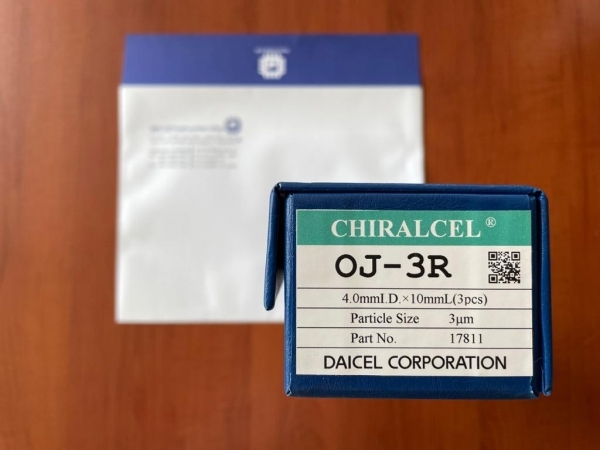 CHIRALCEL ®
OJ-3R
4.0mmI.D.×10mmL(3pcs)
Particle Size 3μm
Part No. 17811
DAICEL CORPORATION